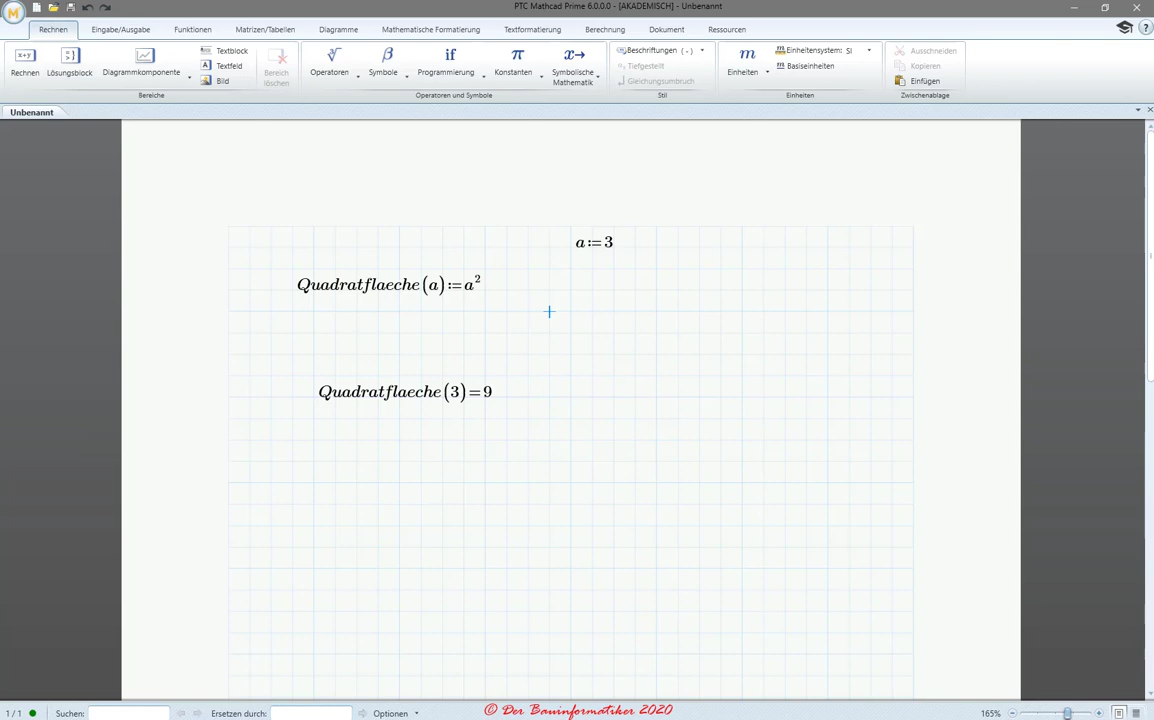 PTC Mathcad Prime 6.0.0.0 - [AKADEMISCH] - Unbenannt
Rechnen Eingabe/Ausgabe Funktionen Matrizen/Tabellen Diagramme Mathematische Formatierung Textformatierung Berechnung Dokument Ressourcen
Rechnen Lösungsblock Diagrammkomponente Textblock Textfeld Bild Bereich löschen
Operatoren Symbole Programmierung Konstanten Symbolische Mathematik
Beschriftungen ( - ) Tiefgestellt Gleichungsumbruch
Einheiten Einheitensystem: SI Basiseinheiten
Ausschneiden Kopieren Einfügen
Bereiche Operatoren und Symbole Stil Einheiten Zwischenablage
Unbenannt
a:=3
Quadratflaeche(a):=a²
Quadratflaeche(3)=9
1 / 1 Suchen: Ersetzen durch: Optionen © Der Bauinformatiker 2020 165%